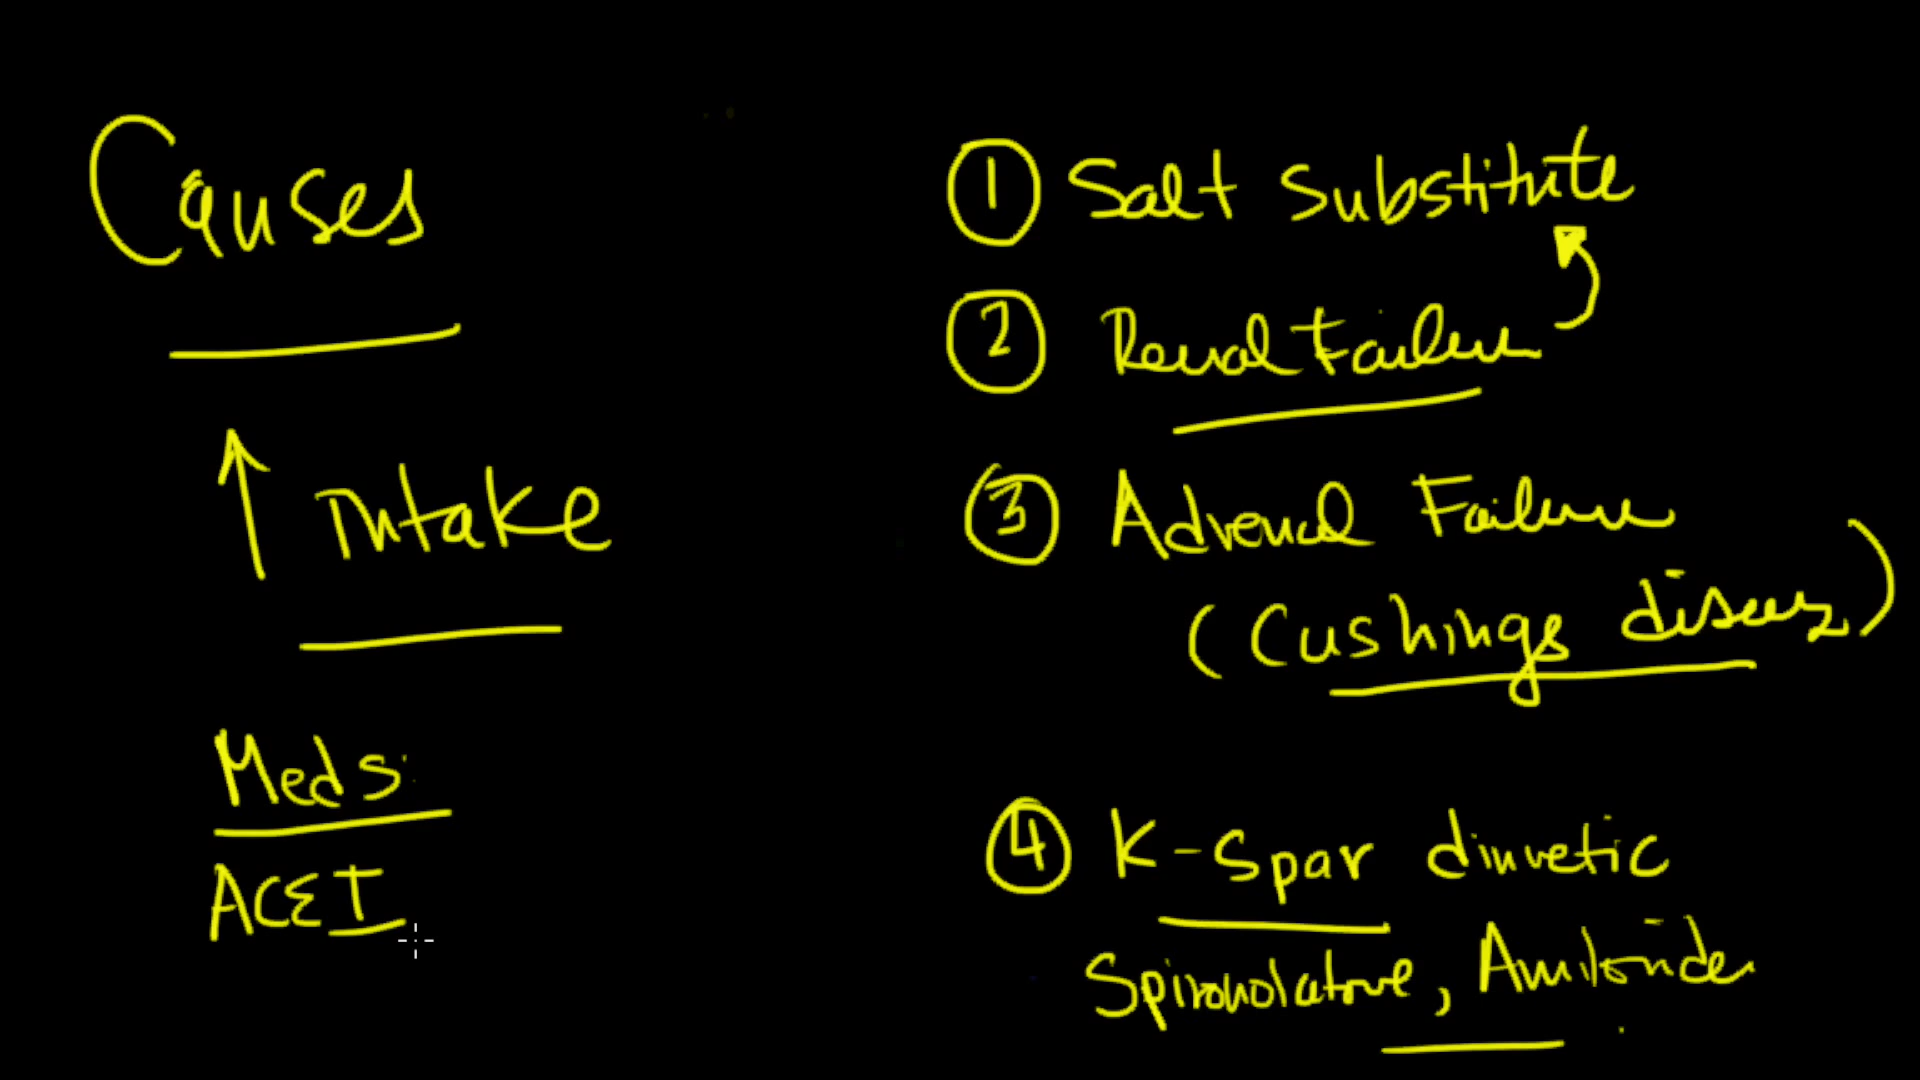 Causes
↑ Intake
Meds:
ACEI
① Salt Substitute
② Renal Failure
③ Adrenal Failure
(Cushings disease)
④ K-Spar diuretic
Spironolatone, Amiloride